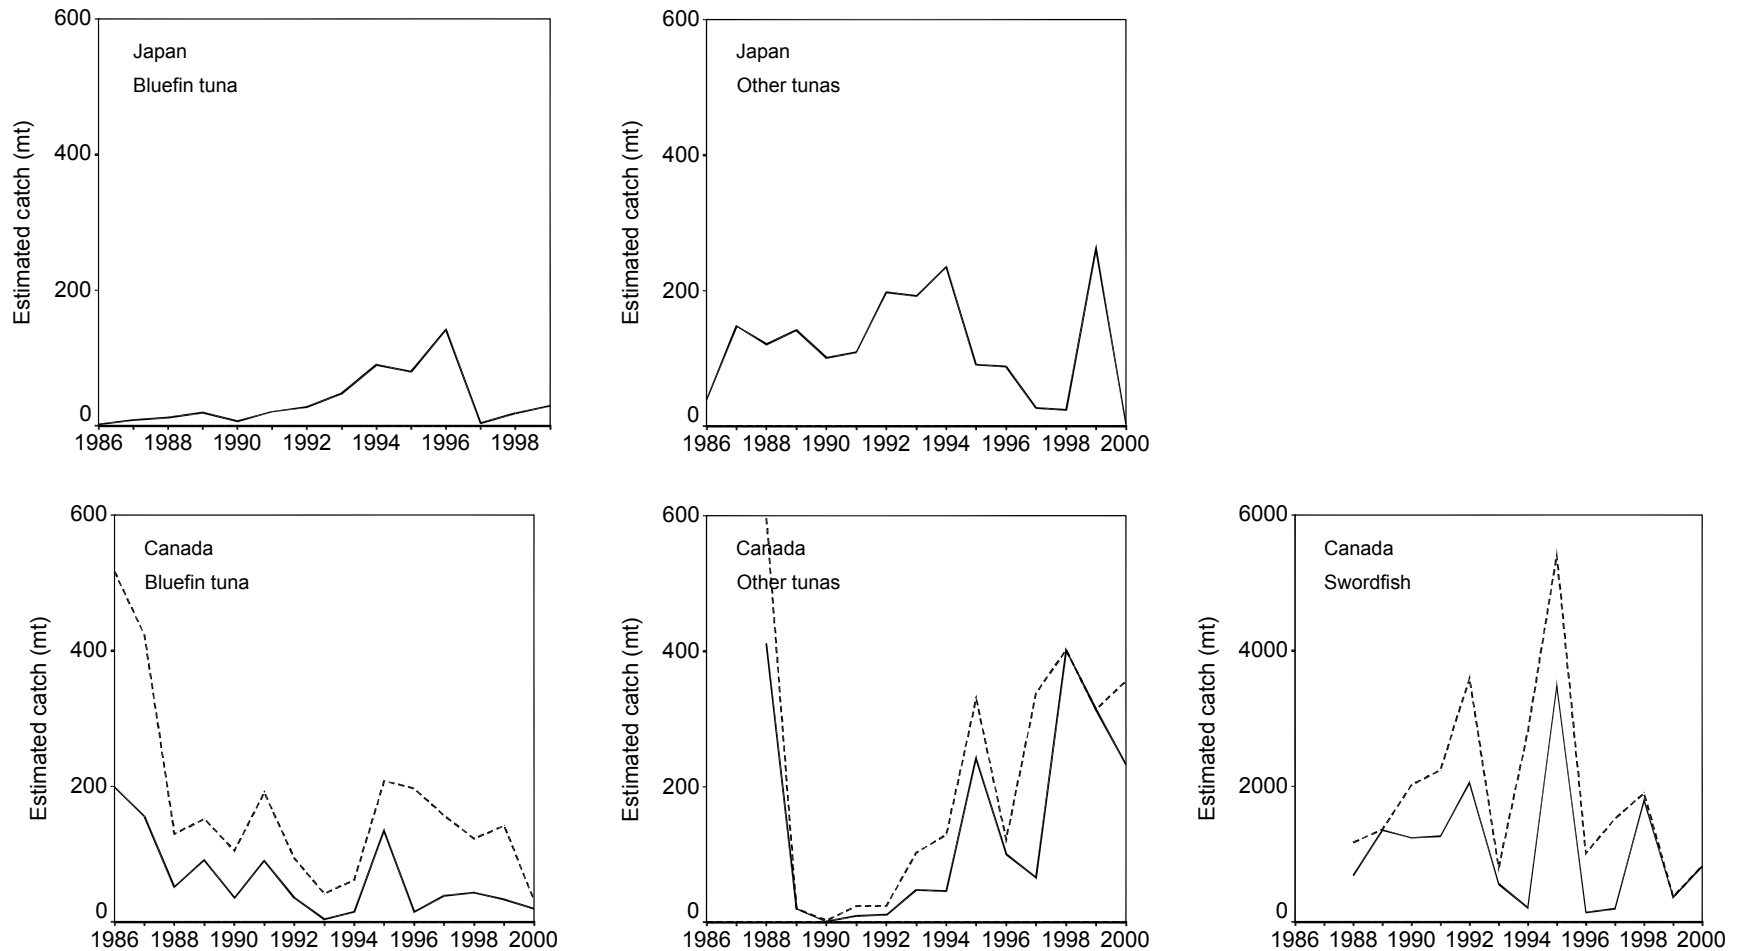 600
400
200
0
Estimated catch (mt)
Japan
Bluefin tuna
1986 1988 1990 1992 1994 1996 1998
600
400
200
0
Estimated catch (mt)
Japan
Other tunas
1986 1988 1990 1992 1994 1996 1998 2000
600
400
200
0
Estimated catch (mt)
Canada
Bluefin tuna
1986 1988 1990 1992 1994 1996 1998 2000
600
400
200
0
Estimated catch (mt)
Canada
Other tunas
1986 1988 1990 1992 1994 1996 1998 2000
6000
4000
2000
0
Estimated catch (mt)
Canada
Swordfish
1986 1988 1990 1992 1994 1996 1998 2000